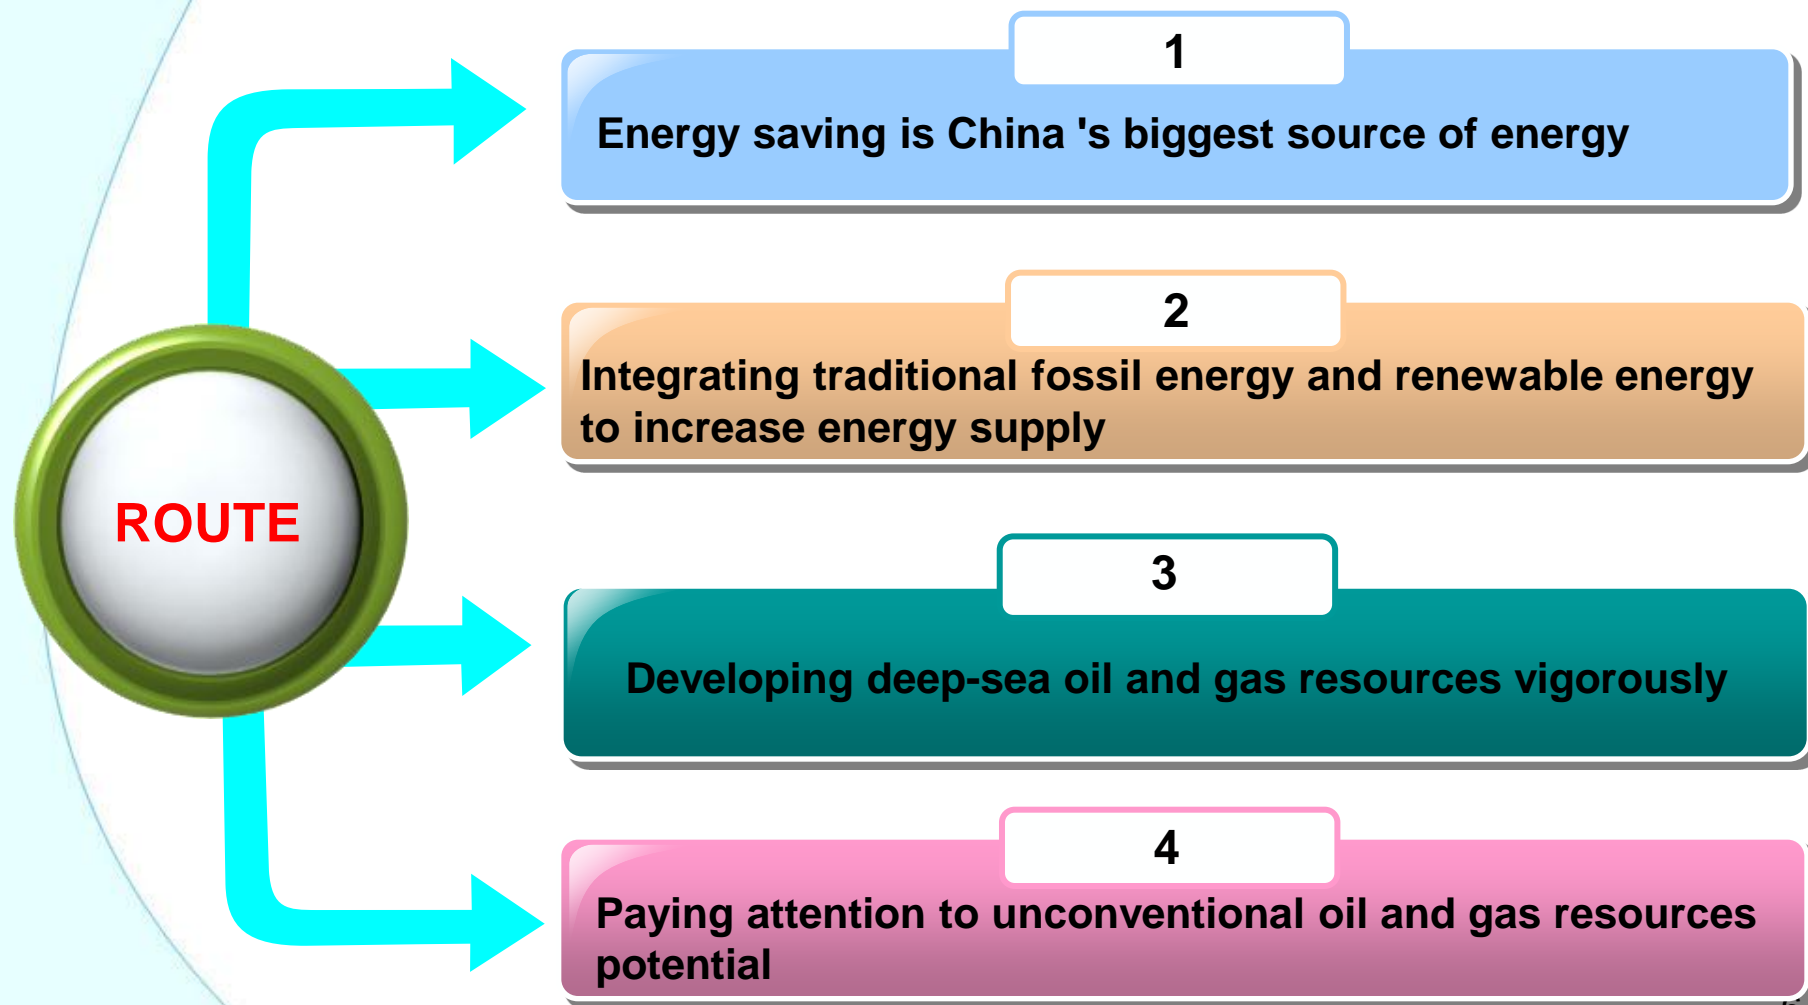 1
Energy saving is China 's biggest source of energy
2
Integrating traditional fossil energy and renewable energy
to increase energy supply
ROUTE
3
Developing deep-sea oil and gas resources vigorously
4
Paying attention to unconventional oil and gas resources
potential